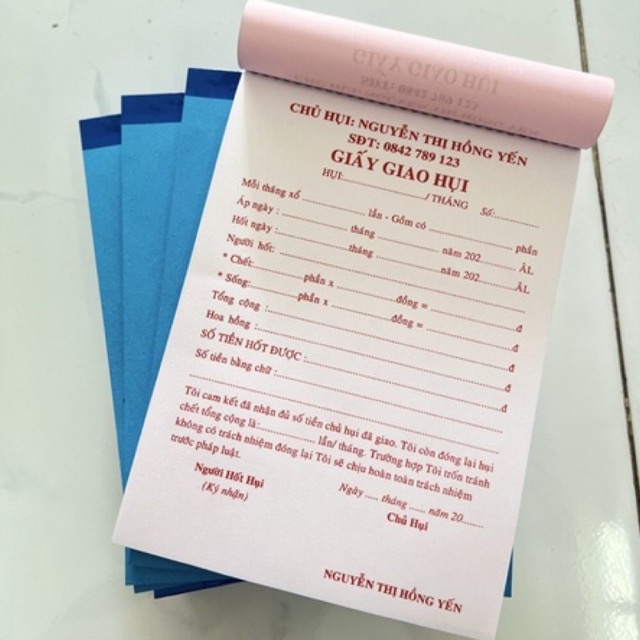 CHỦ HỤI: NGUYỄN THỊ HỒNG YẾN
SĐT: 0842 789 123
GIẤY GIAO HỤI
HỤI:............................/ THÁNG Số:..............
Mỗi tháng xổ ........................ lần - Gồm có ........................ phần
Áp ngày : .................... tháng .................... năm 202.......... ÂL
Hốt ngày : .................... tháng .................... năm 202.......... ÂL
Người hốt: ........................................
* Chết:....................phần x ....................đồng = ....................đ
* Sống:....................phần x ....................đồng = ....................đ
Tổng cộng : ........................................đ
Hoa hồng : ........................................đ
SỐ TIỀN HỐT ĐƯỢC : ........................................đ
Số tiền bằng chữ : ........................................
Tôi cam kết đã nhận đủ số tiền chủ hụi đã giao. Tôi còn đóng lại hụi
chết tổng cộng là:.................... lần/ tháng. Trường hợp Tôi trốn tránh
không có trách nhiệm đóng lại Tôi sẽ chịu hoàn toàn trách nhiệm
trước pháp luật.
Ngày ..... tháng ..... năm 20.......
Người Hốt Hụi Chủ Hụi
(Ký nhận)
NGUYỄN THỊ HỒNG YẾN